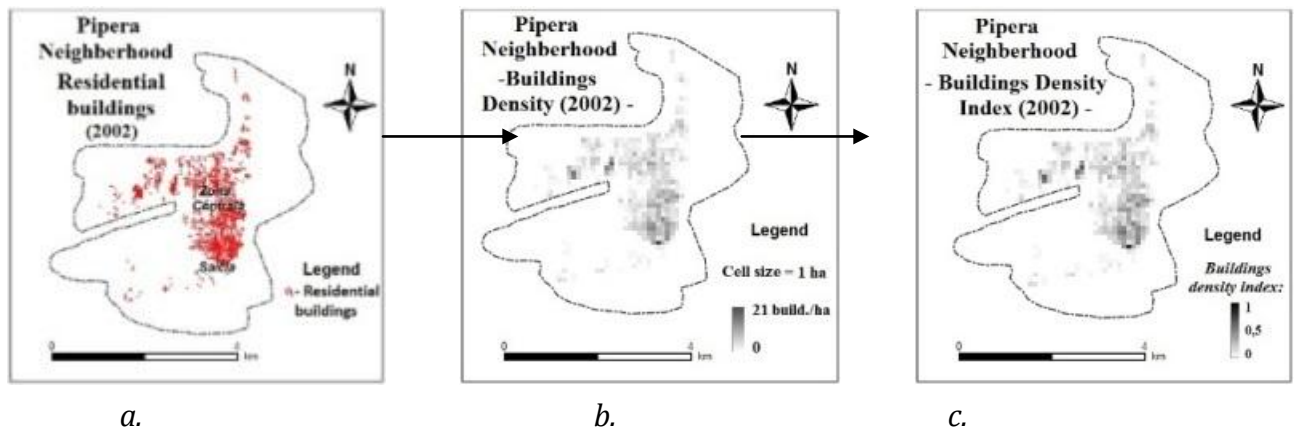 Pipera
Neighborhood
Residential
buildings
(2002)
N
Zona
Centrala
Salcia
Legend
- Residential
buildings
0
4
km
a.
Pipera
Neighborhood
-Buildings
Density (2002) -
N
Legend
Cell size = 1 ha
21 build./ha
0
0
4
km
b.
Pipera
Neighborhood
- Buildings Density
Index (2002) -
N
Legend
Buildings
density index:
1
0,5
0
0
4
km
c.